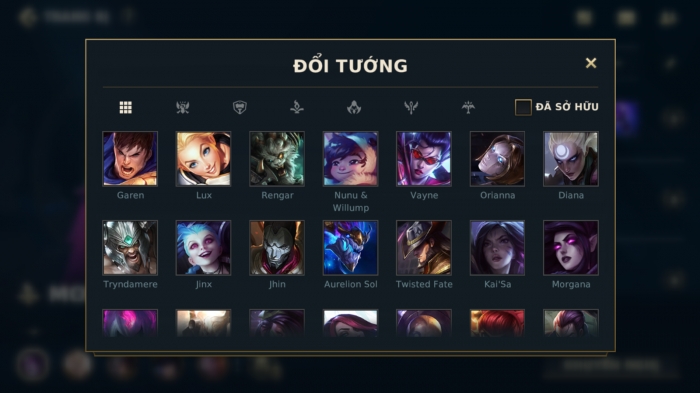 ĐỔI TƯỚNG
ĐÃ SỞ HỮU
Garen
Lux
Rengar
Nunu &
Willump
Vayne
Orianna
Diana
Tryndamere
Jinx
Jhin
Aurelion Sol
Twisted Fate
Kai'Sa
Morgana